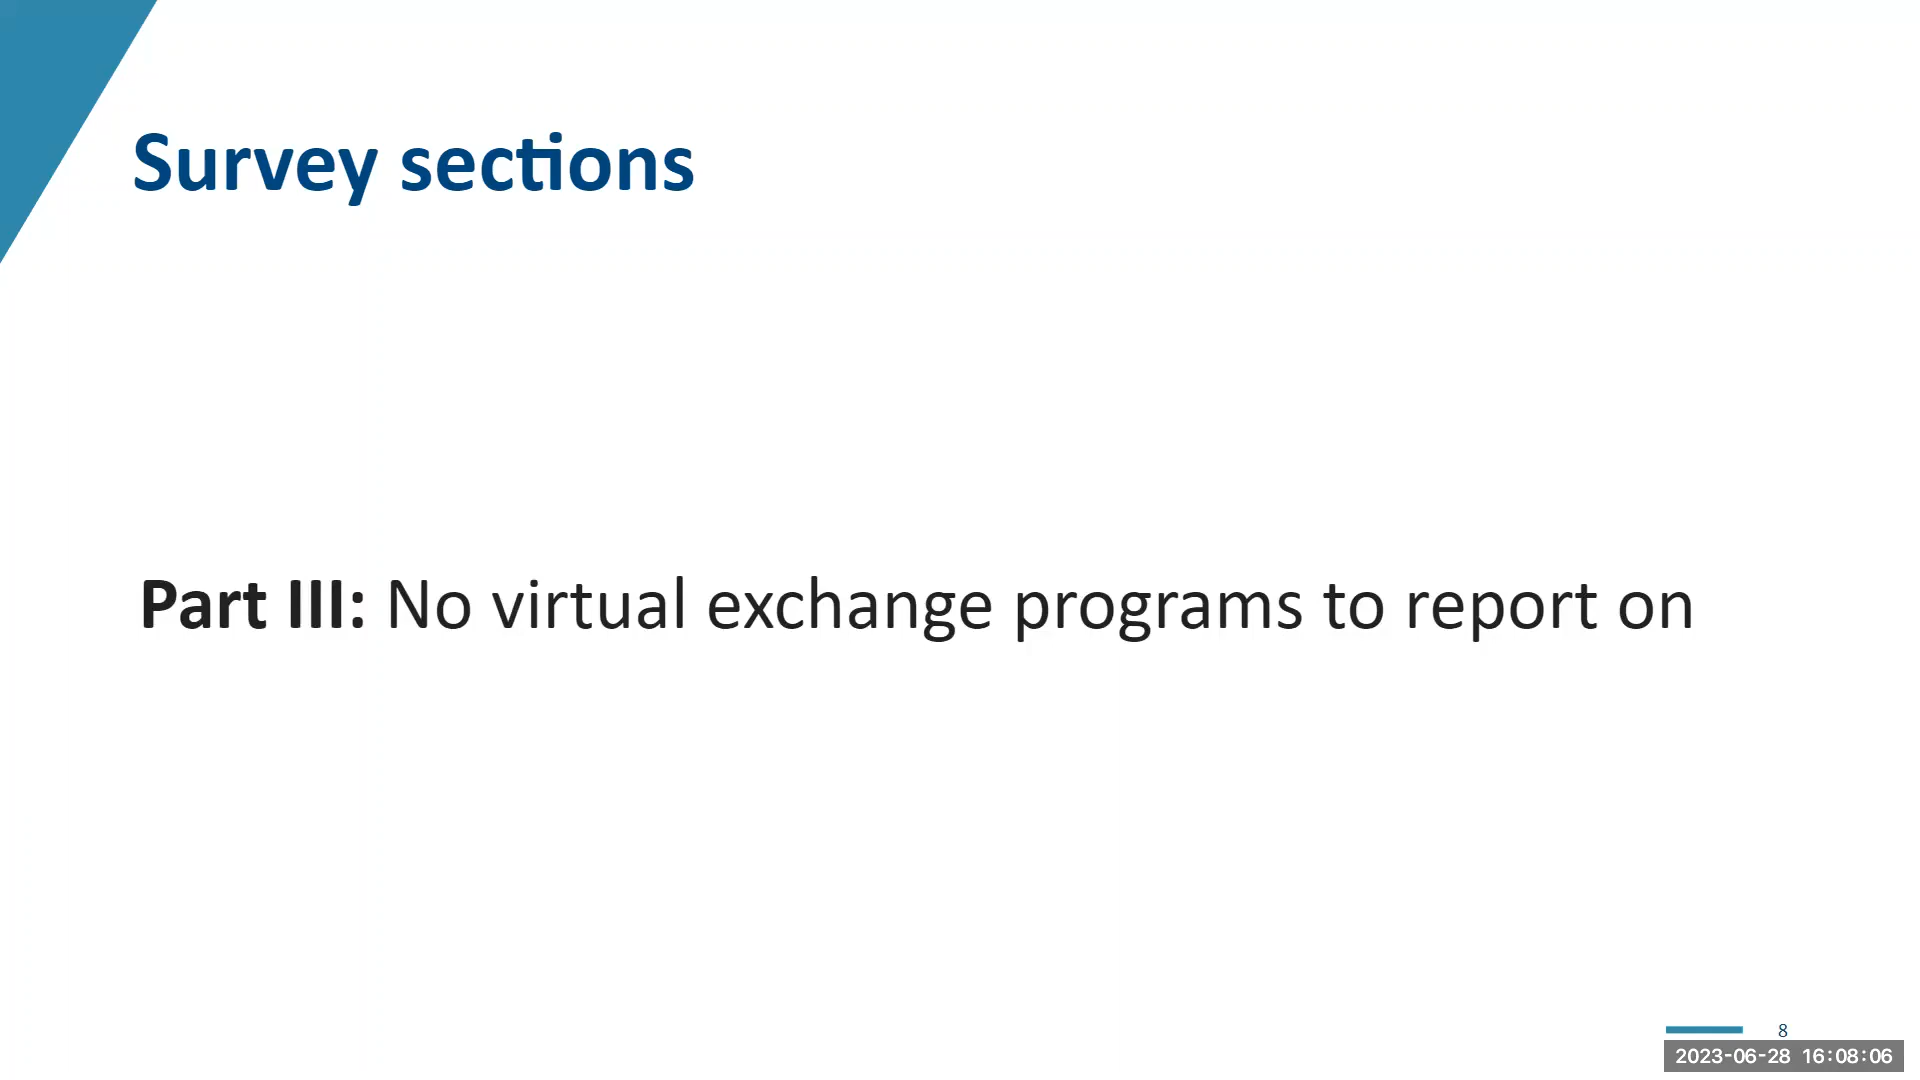 Survey sections
Part III: No virtual exchange programs to report on
8
2023-06-28 16:08:06